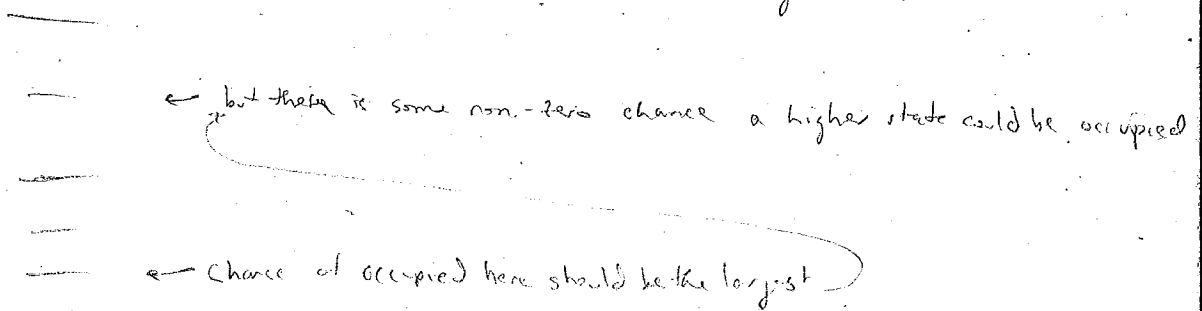 ← but there is some non-zero chance a higher state could be occupied
← Chance of occupied here should be the largest